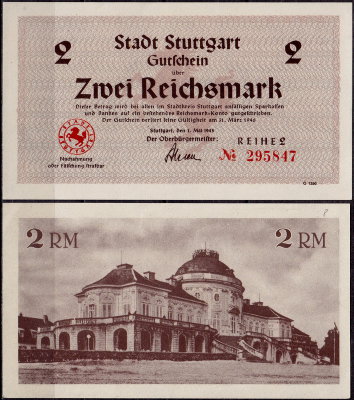 2 Stadt Stuttgart 2
Gutschein
über
Zwei Reichsmark
Dieser Betrag wird bei allen im Stadtkreis Stuttgart ansässigen Sparkassen
und Banken auf ein bestehendes Reichsmark-Konto gutgeschrieben.
Der Gutschein verliert seine Gültigkeit am 31. März 1946
Stuttgart, den 1. Mai 1945
Der Oberbürgermeister:
REIHE 2
№ 295847
STADT
STUTTGART
Nachahmung
oder Fälschung strafbar
2 RM 2 RM